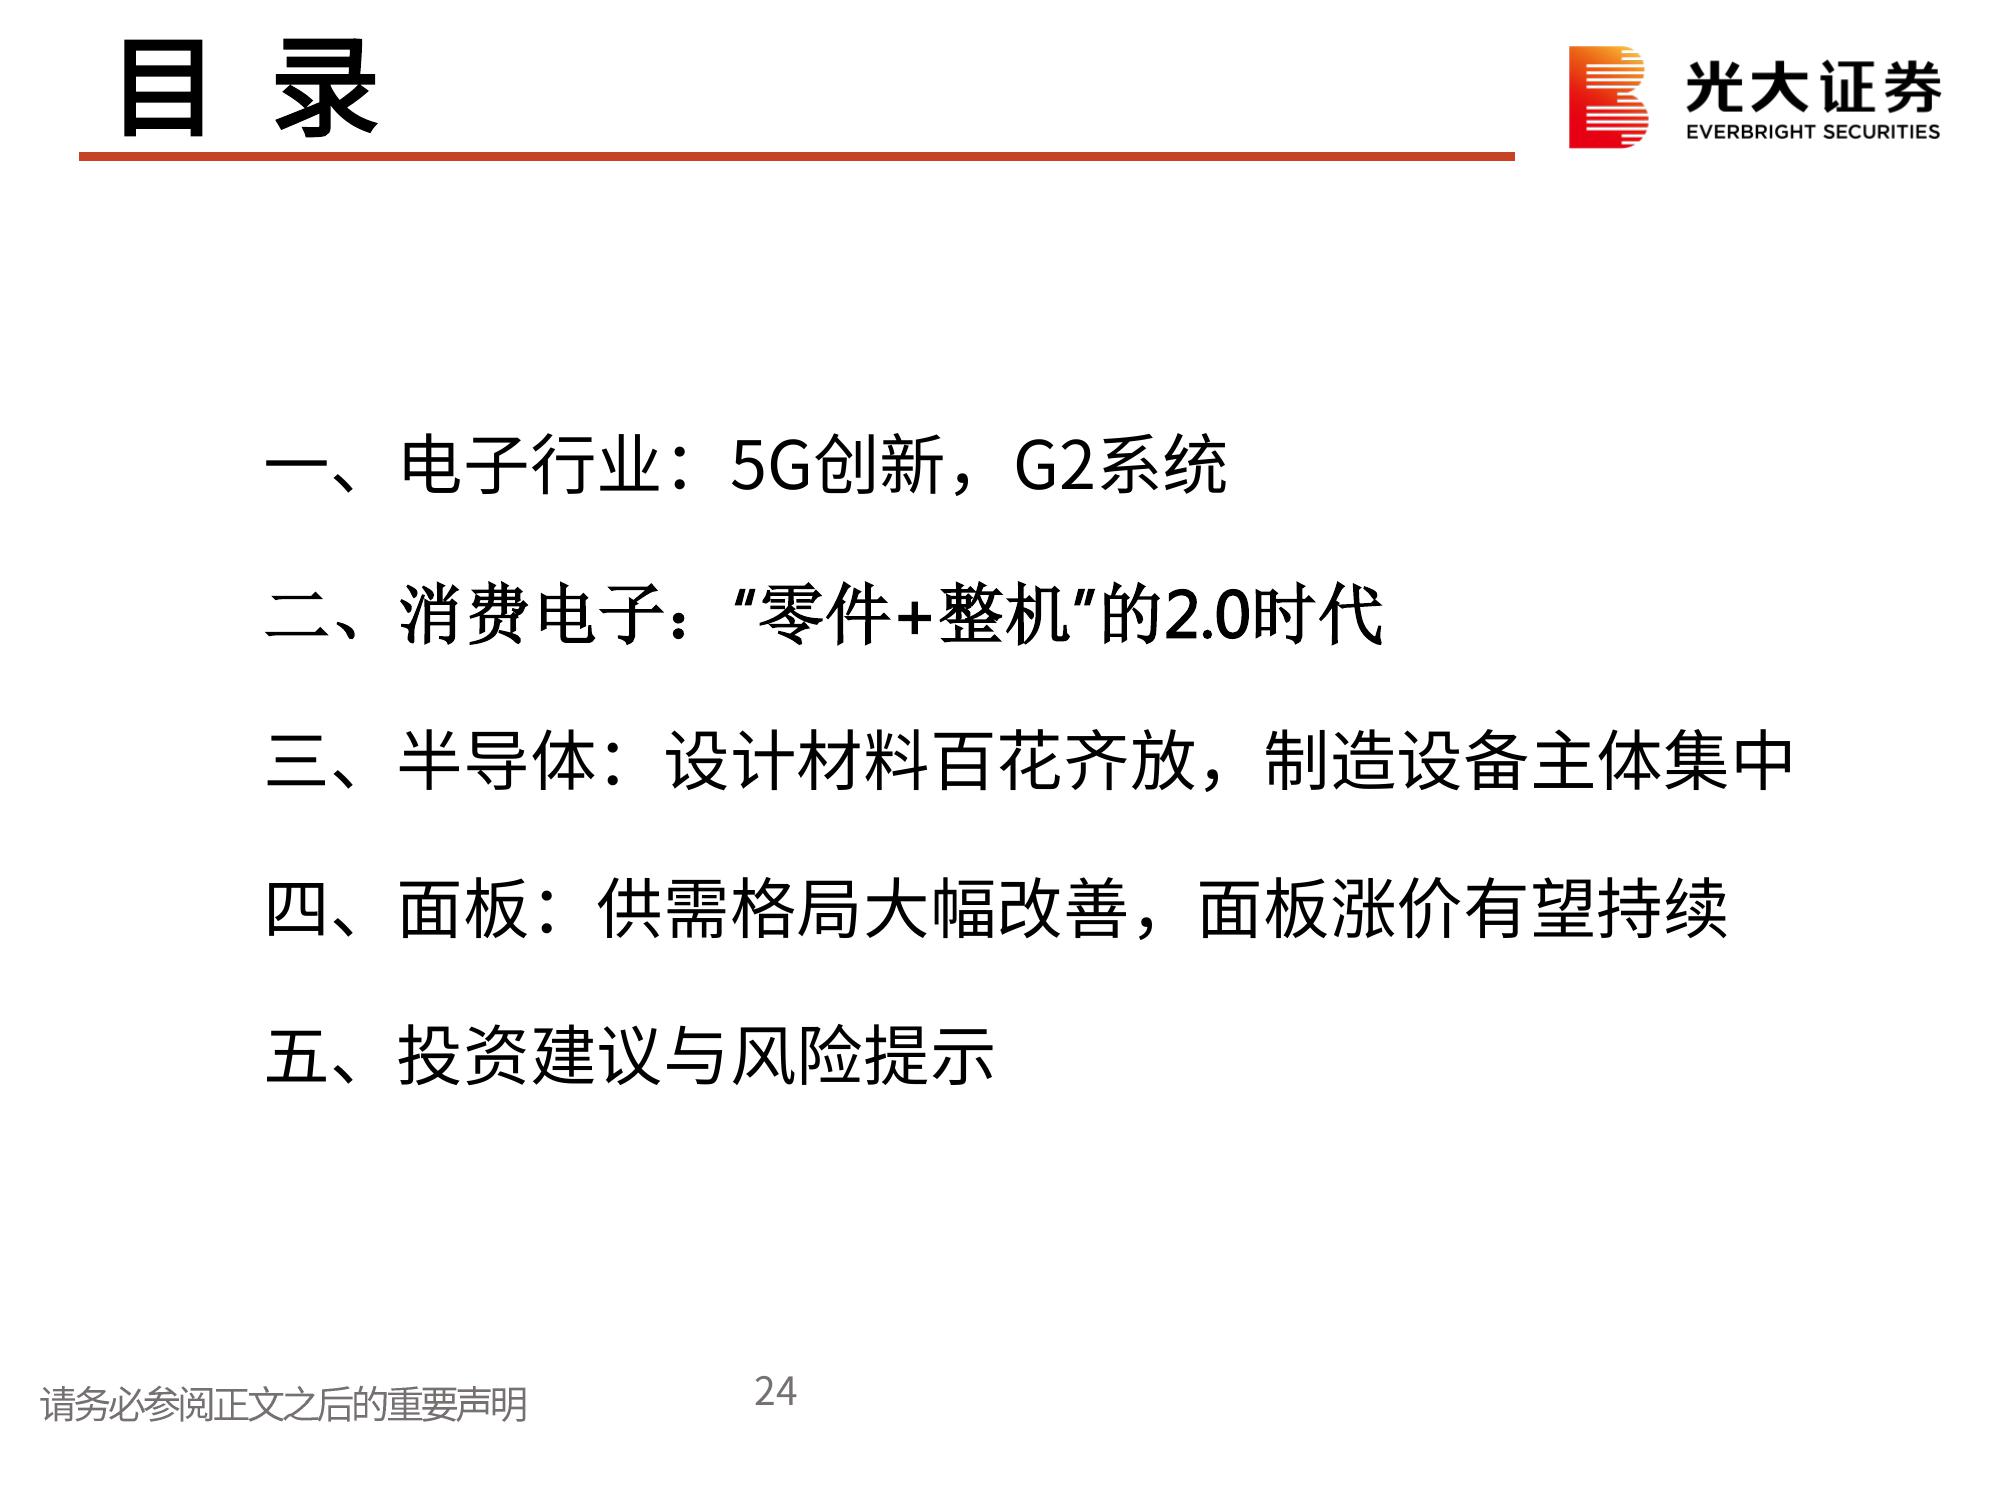 目 录
光大证券
EVERBRIGHT SECURITIES
一、电子行业：5G创新，G2系统
二、消费电子：“零件+整机”的2.0时代
三、半导体：设计材料百花齐放，制造设备主体集中
四、面板：供需格局大幅改善，面板涨价有望持续
五、投资建议与风险提示
请务必参阅正文之后的重要声明
24